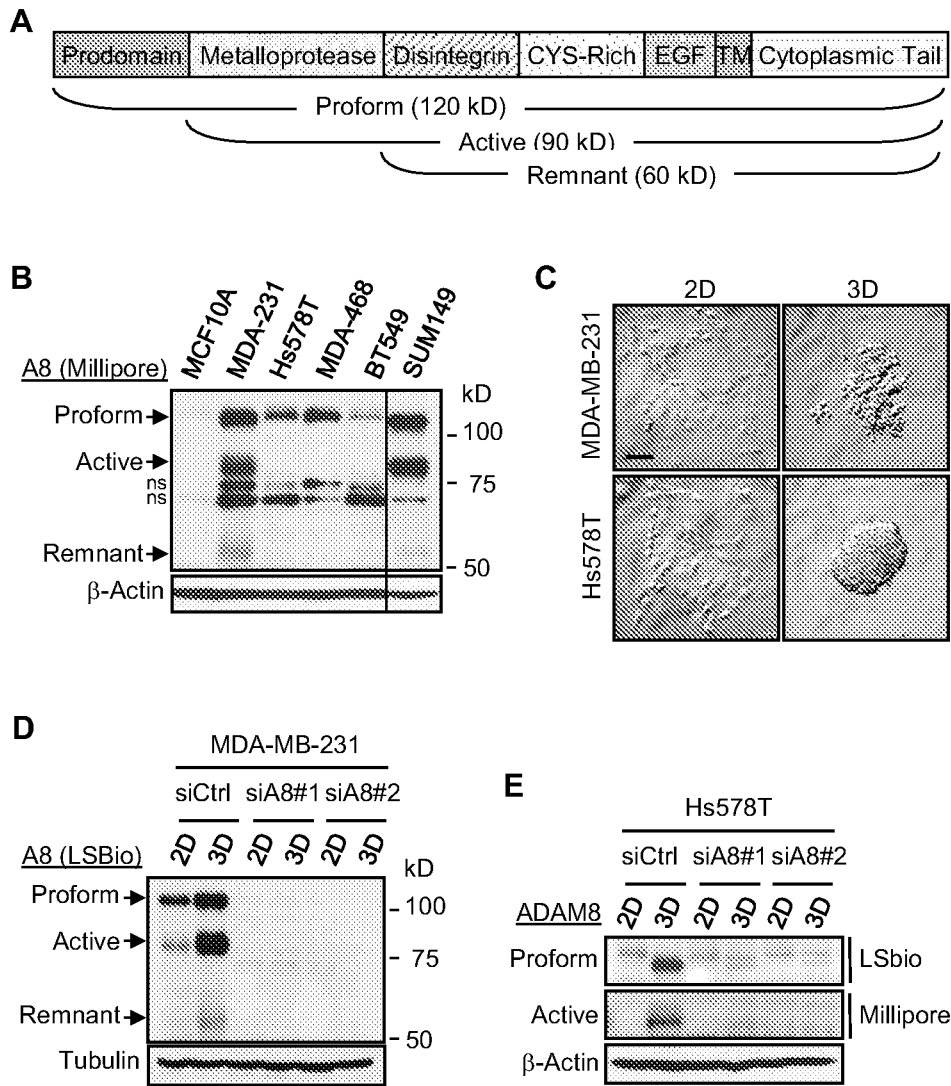 A
Prodomain Metalloprotease Disintegrin CYS-Rich EGF TM Cytoplasmic Tail
Proform (120 kD)
Active (90 kD)
Remnant (60 kD)
B
MCF10A MDA-231 Hs578T MDA-468 BT549 SUM149
A8 (Millipore)
kD
Proform
100
Active
75
ns
ns
Remnant
50
β-Actin
C
2D 3D
MDA-MB-231
Hs578T
D
MDA-MB-231
siCtrl siA8#1 siA8#2
A8 (LSBio) 2D 3D 2D 3D 2D 3D
kD
Proform
100
Active
75
Remnant
50
Tubulin
E
Hs578T
siCtrl siA8#1 siA8#2
ADAM8 2D 3D 2D 3D 2D 3D
Proform LSbio
Active Millipore
β-Actin